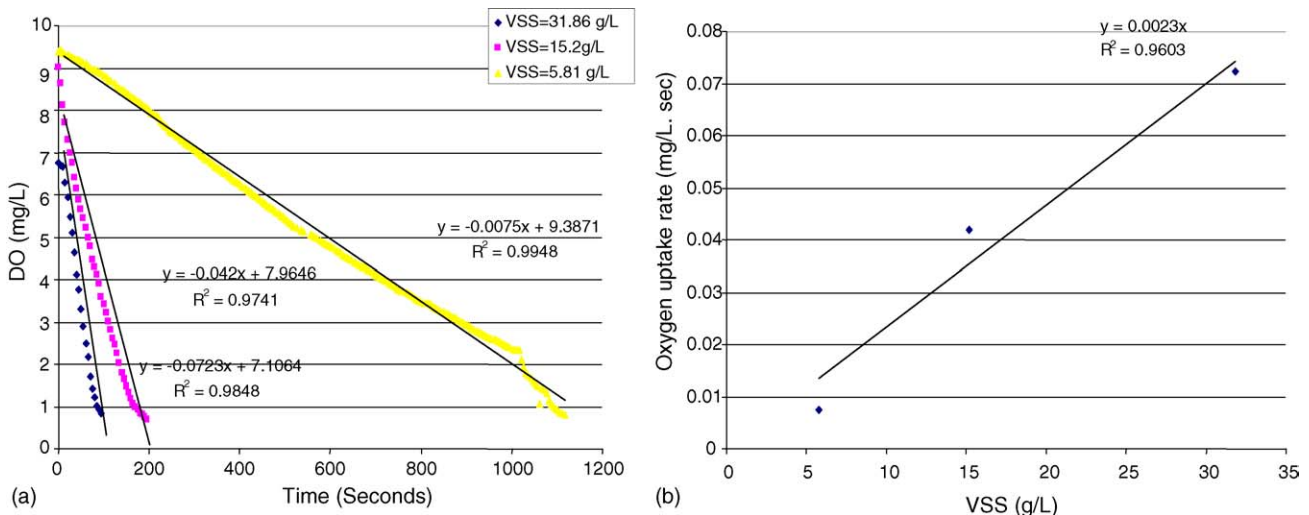 10
9
8
7
6
5
4
3
2
1
0
DO (mg/L)
VSS=31.86 g/L
VSS=15.2g/L
VSS=5.81 g/L
y = -0.0075x + 9.3871
R² = 0.9948
y = -0.042x + 7.9646
R² = 0.9741
y = -0.0723x + 7.1064
R² = 0.9848
0 200 400 600 800 1000 1200
(a) Time (Seconds)
0.08
0.07
0.06
0.05
0.04
0.03
0.02
0.01
0
Oxygen uptake rate (mg/L. sec)
y = 0.0023x
R² = 0.9603
0 5 10 15 20 25 30 35
(b) VSS (g/L)